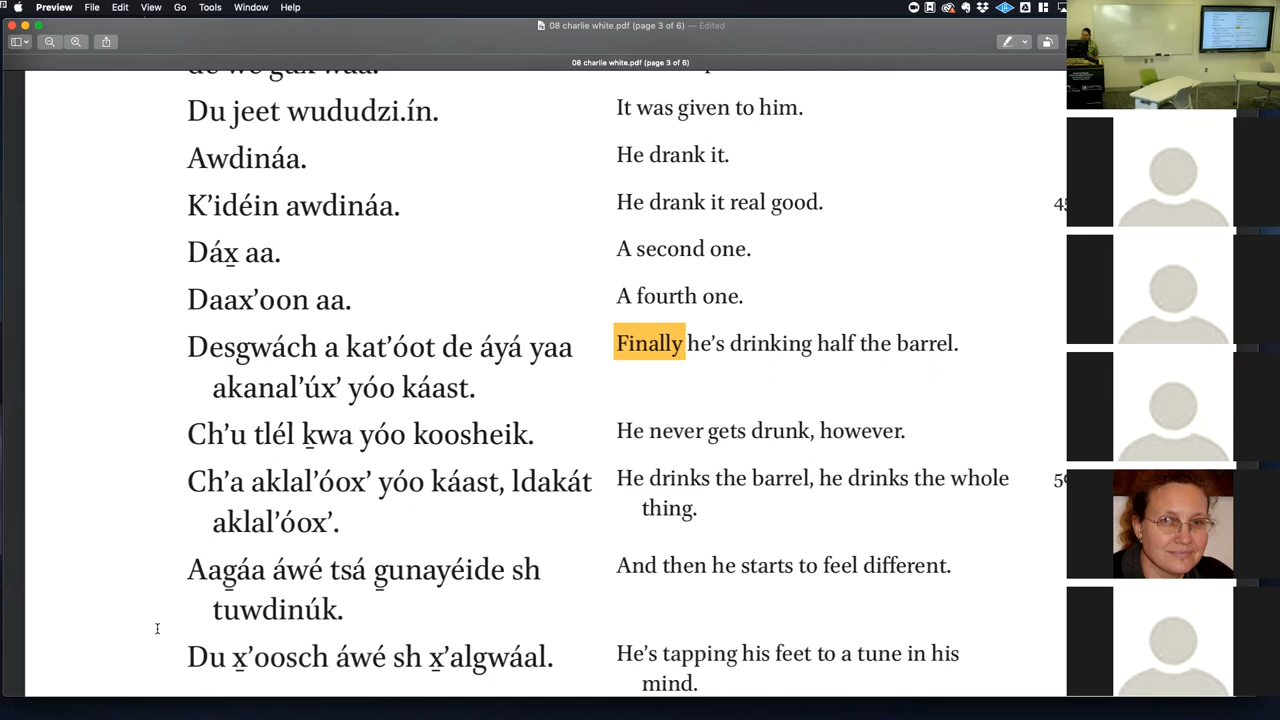 Preview File Edit View Go Tools Window Help
08 charlie white.pdf (page 3 of 6) — Edited
08 charlie white.pdf (page 3 of 6)
Du jeet wududzi.ín. It was given to him.
Awdináa. He drank it.
K’idéin awdináa. He drank it real good.
Dáx̱ aa. A second one.
Daax’oon aa. A fourth one.
Desgwách a kat’óot de áyá yaa Finally he’s drinking half the barrel.
akanal’úx’ yóo káast.
Ch’u tlél ḵwa yóo koosheik. He never gets drunk, however.
Ch’a aklal’óox’ yóo káast, ldakát He drinks the barrel, he drinks the whole
aklal’óox’. thing.
Aag̱áa áwé tsá g̱unayéide sh And then he starts to feel different.
tuwdinúk.
Du x̱’oosch áwé sh x̱’algwáal. He’s tapping his feet to a tune in his
mind.